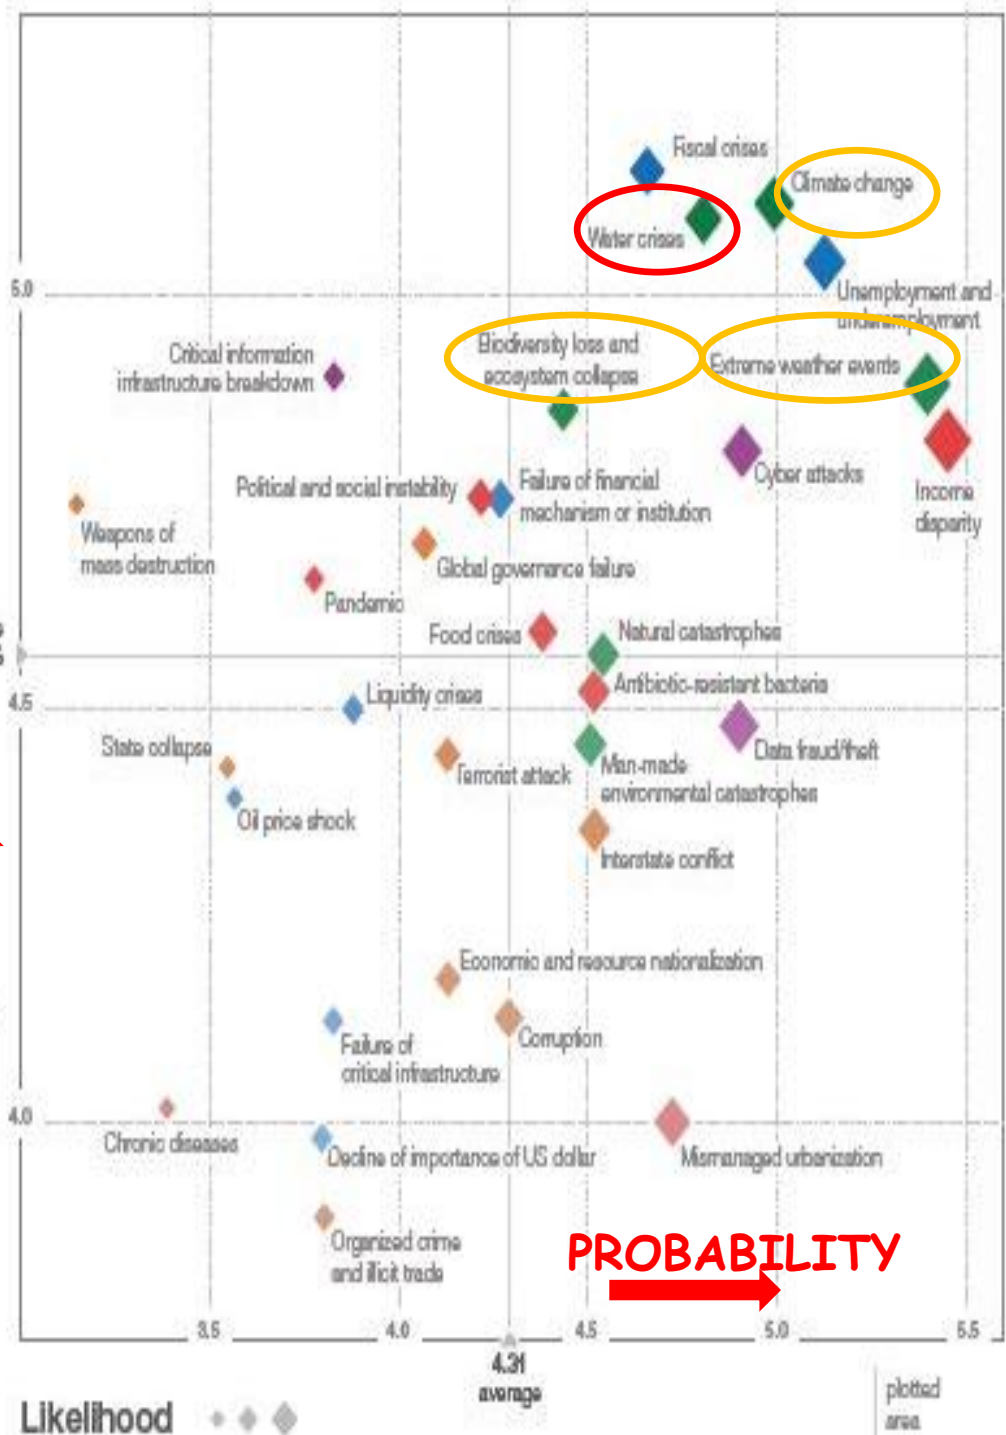 Fiscal crises
Climate change
Water crises
5.0
Unemployment and
underemployment
Biodiversity loss and
ecosystem collapse
Extreme weather events
Critical information
infrastructure breakdown
Cyber attacks
Income
disparity
Political and social instability
Failure of financial
mechanism or institution
Weapons of
mass destruction
Global governance failure
Pandemic
Food crises
Natural catastrophes
Antibiotic-resistant bacteria
4.5
Liquidity crises
State collapse
Data fraud/theft
Terrorist attack
Man-made
environmental catastrophes
Oil price shock
Interstate conflict
Economic and resource nationalization
Corruption
Failure of
critical infrastructure
4.0
Chronic diseases
Decline of importance of US dollar
Mismanaged urbanization
Organized crime
and illicit trade
PROBABILITY
3.5 4.0 4.5 5.0 5.5
4.31
average
Likelihood
plotted
area